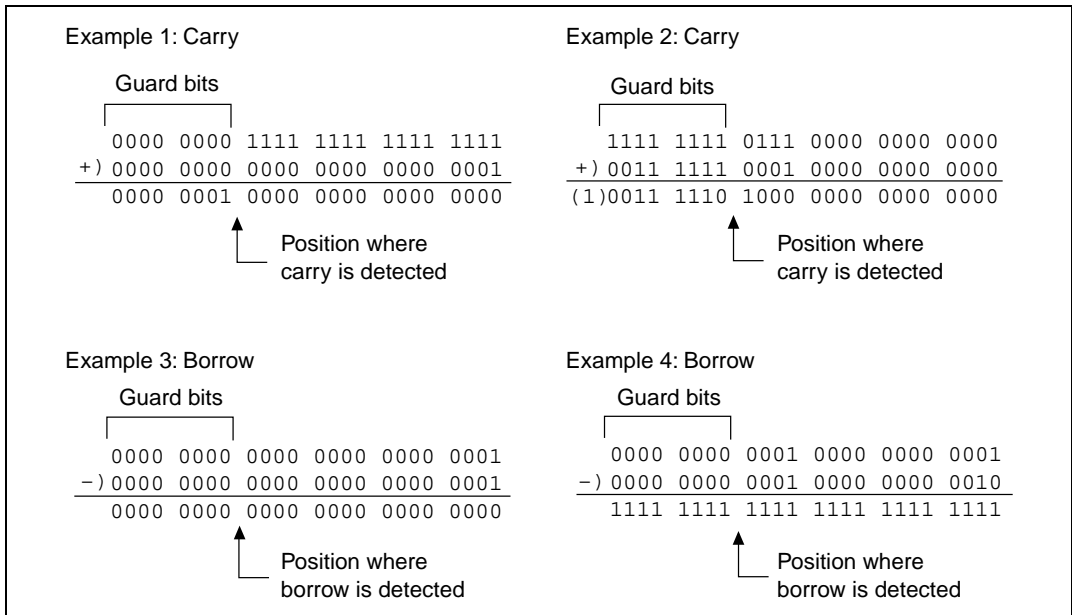 Example 1: Carry
Guard bits
0000 0000 1111 1111 1111 1111
+) 0000 0000 0000 0000 0000 0001
0000 0001 0000 0000 0000 0000
Position where
carry is detected
Example 2: Carry
Guard bits
1111 1111 0111 0000 0000 0000
+) 0011 1111 0001 0000 0000 0000
(1)0011 1110 1000 0000 0000 0000
Position where
carry is detected
Example 3: Borrow
Guard bits
0000 0000 0000 0000 0000 0001
−) 0000 0000 0000 0000 0000 0001
0000 0000 0000 0000 0000 0000
Position where
borrow is detected
Example 4: Borrow
Guard bits
0000 0000 0001 0000 0000 0001
−) 0000 0000 0001 0000 0000 0010
1111 1111 1111 1111 1111 1111
Position where
borrow is detected